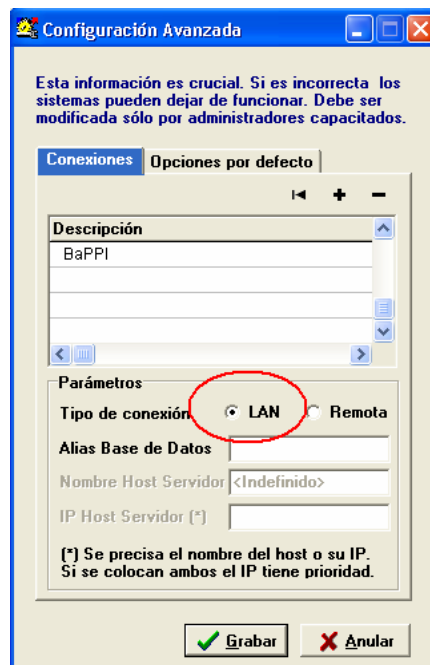 Configuración Avanzada
Esta información es crucial. Si es incorrecta los
sistemas pueden dejar de funcionar. Debe ser
modificada sólo por administradores capacitados.
Conexiones Opciones por defecto
Descripción
BaPPI
Parámetros
Tipo de conexión LAN Remota
Alias Base de Datos
Nombre Host Servidor <Indefinido>
IP Host Servidor (*)
(*) Se precisa el nombre del host o su IP.
Si se colocan ambos el IP tiene prioridad.
Grabar Anular